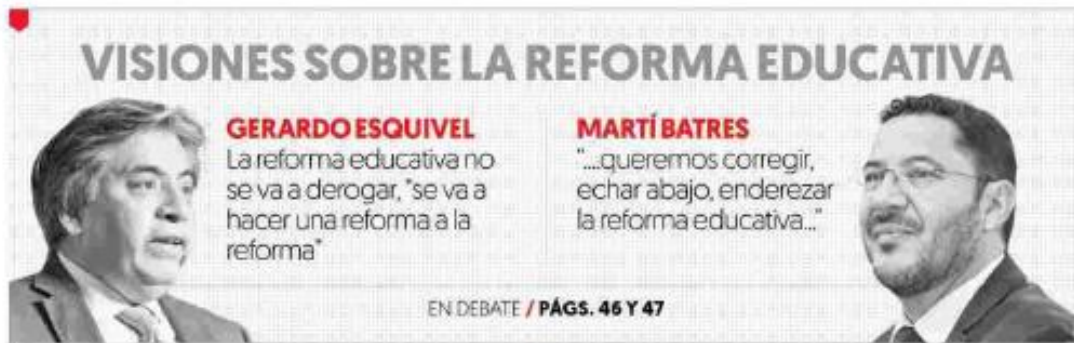 VISIONES SOBRE LA REFORMA EDUCATIVA
GERARDO ESQUIVEL
La reforma educativa no
se va a derogar, "se va a
hacer una reforma a la
reforma"
MARTÍ BATRES
"...queremos corregir,
echar abajo, enderezar
la reforma educativa..."
EN DEBATE / PÁGS. 46 Y 47